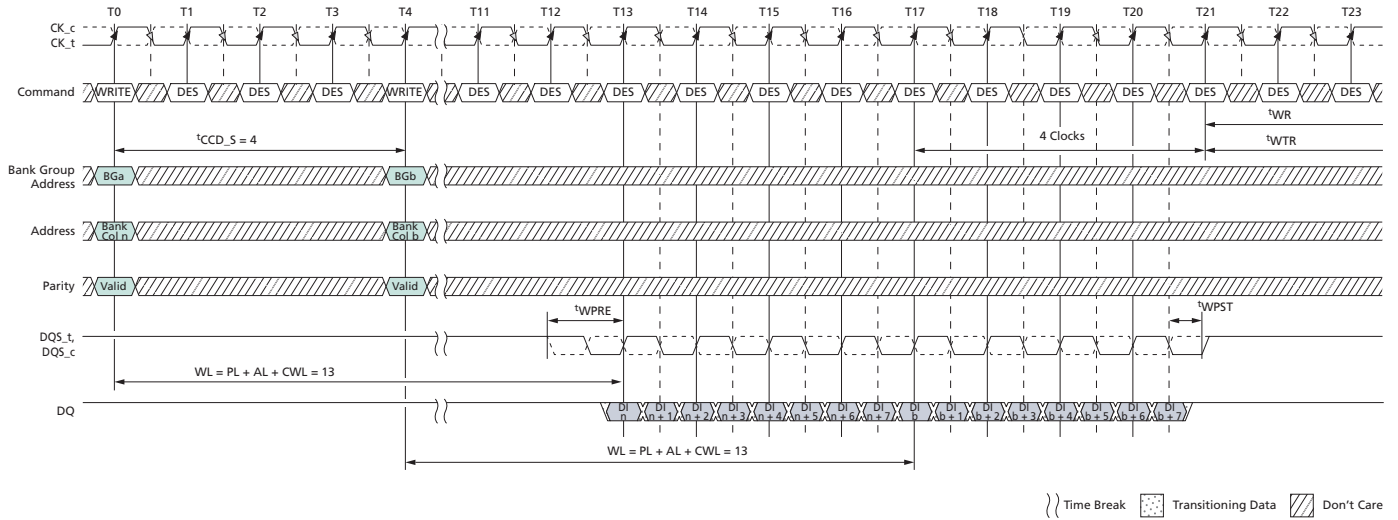 T0 T1 T2 T3 T4 T11 T12 T13 T14 T15 T16 T17 T18 T19 T20 T21 T22 T23
CK_c
CK_t
Command WRITE DES DES DES WRITE DES DES DES DES DES DES DES DES DES DES DES DES DES
tWR
tCCD_S = 4 4 Clocks tWTR
Bank Group
Address BGa BGb
Address Bank
Col n Bank
Col b
Parity Valid Valid
tWPRE tWPST
DQS_t,
DQS_c
WL = PL + AL + CWL = 13
DQ DI
n DI
n + 1 DI
n + 2 DI
n + 3 DI
n + 4 DI
n + 5 DI
n + 6 DI
n + 7 DI
b DI
b + 1 DI
b + 2 DI
b + 3 DI
b + 4 DI
b + 5 DI
b + 6 DI
b + 7
WL = PL + AL + CWL = 13
Time Break Transitioning Data Don't Care